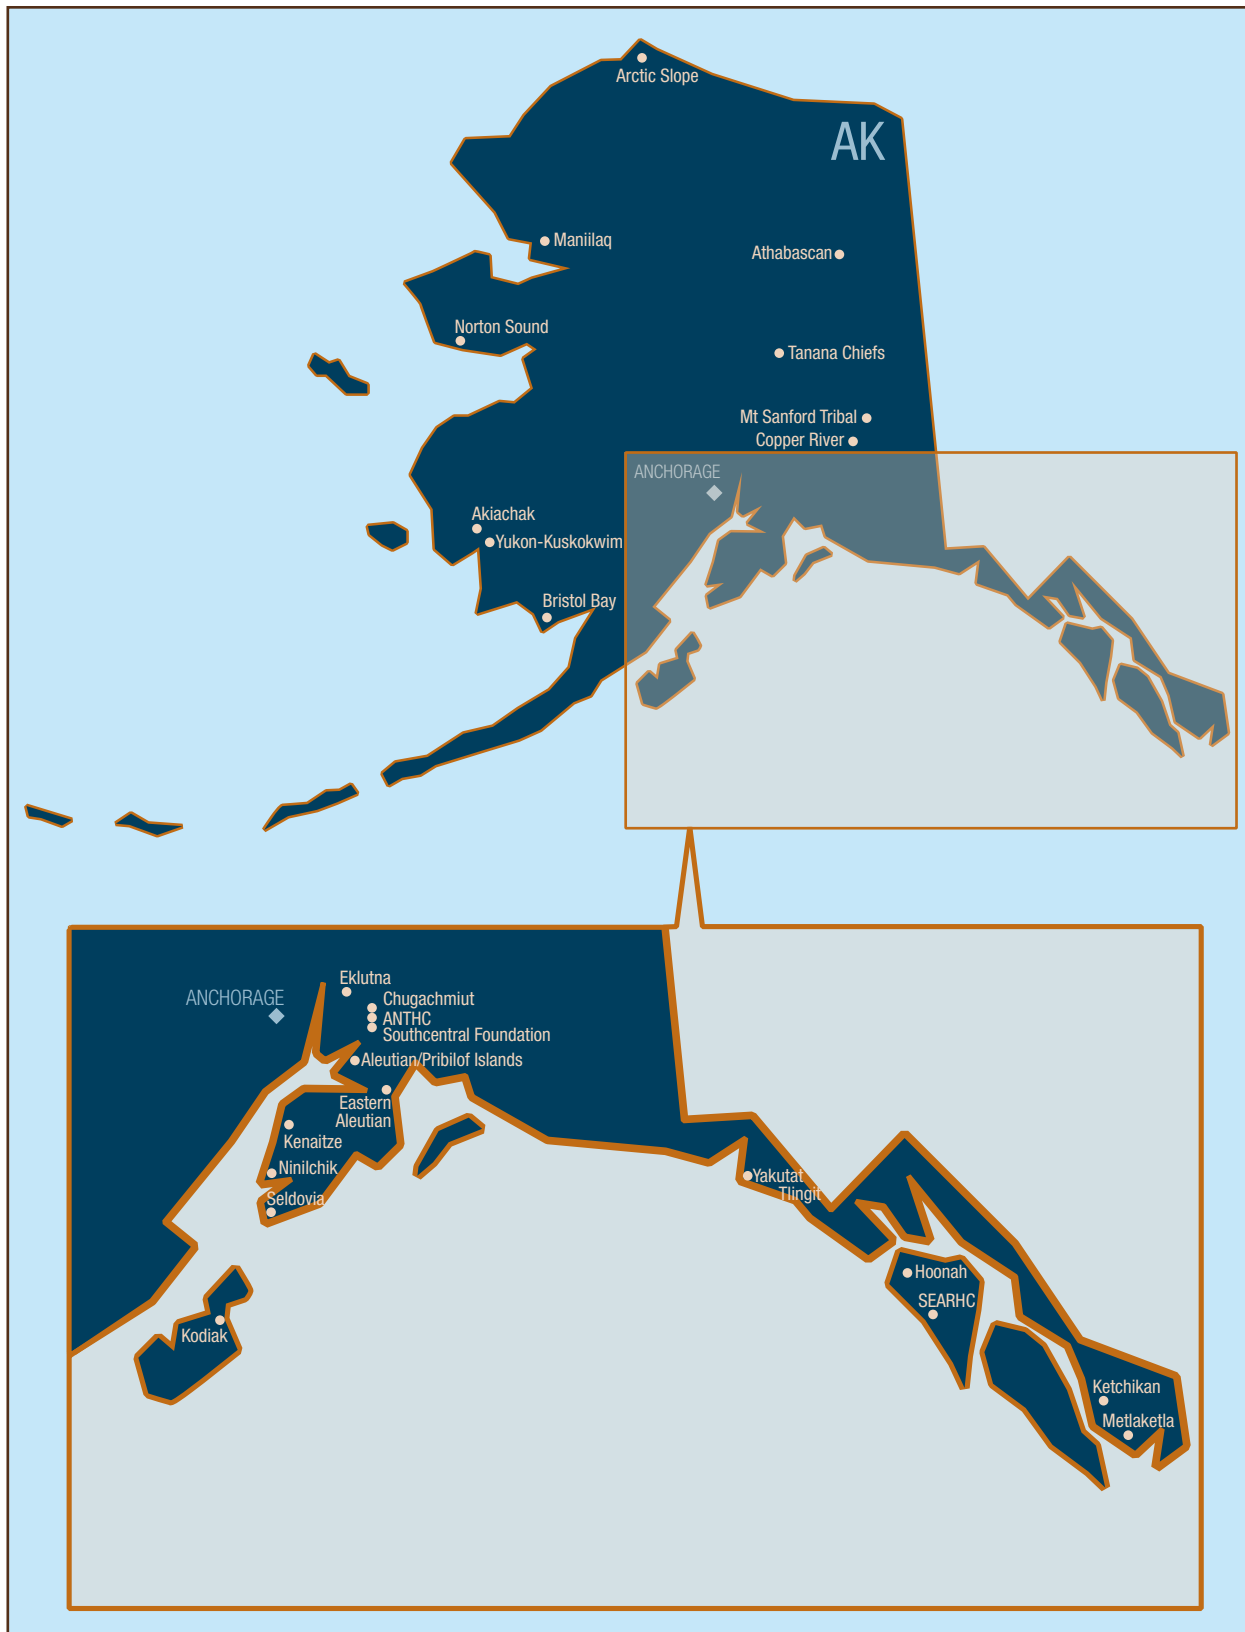 Arctic Slope
AK
Maniilaq
Athabascan
Norton Sound
Tanana Chiefs
Mt Sanford Tribal
Copper River
ANCHORAGE
Akiachak
Yukon-Kuskokwim
Bristol Bay
Eklutna
ANCHORAGE
Chugachmiut
ANTHC
Southcentral Foundation
Aleutian/Pribilof Islands
Eastern
Aleutian
Kenaitze
Ninilchik
Seldovia
Yakutat
Tlingit
Hoonah
SEARHC
Kodiak
Ketchikan
Metlaketla